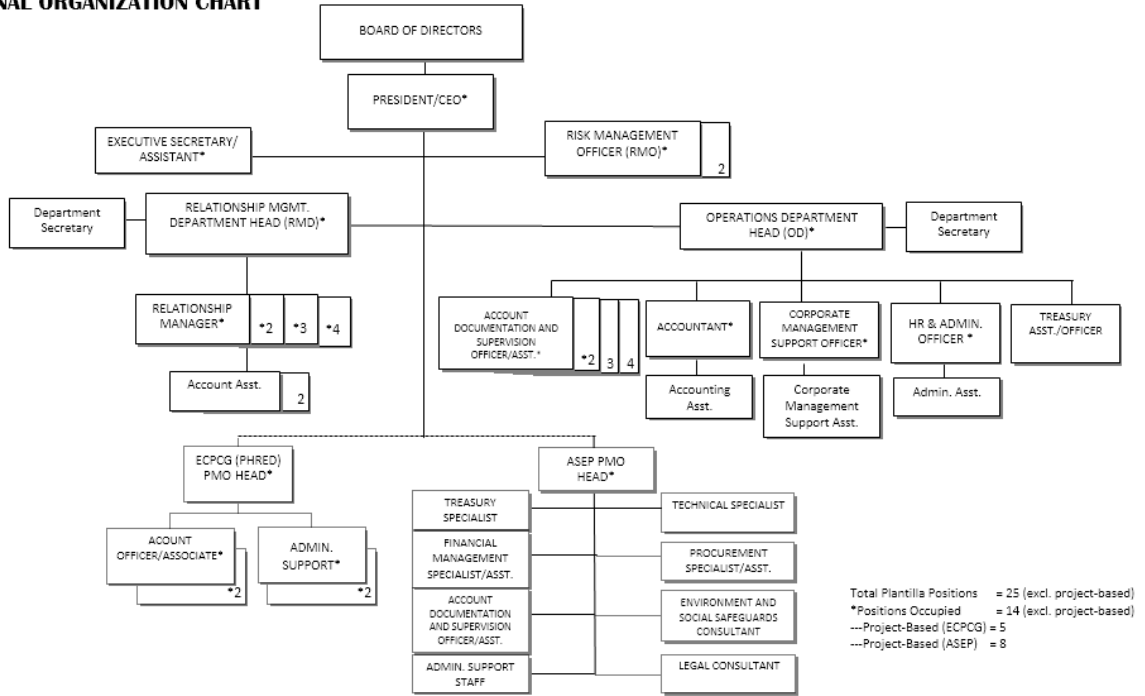 NAL ORGANIZATION CHART
BOARD OF DIRECTORS
PRESIDENT/CEO*
EXECUTIVE SECRETARY/
ASSISTANT*
RISK MANAGEMENT
OFFICER (RMO)*
2
Department
Secretary
RELATIONSHIP MGMT.
DEPARTMENT HEAD (RMD)*
OPERATIONS DEPARTMENT
HEAD (OD)*
Department
Secretary
RELATIONSHIP
MANAGER*
*2
*3
*4
ACCOUNT
DOCUMENTATION AND
SUPERVISION
OFFICER/ASST.*
*2
3
4
ACCOUNTANT*
CORPORATE
MANAGEMENT
SUPPORT OFFICER*
HR & ADMIN.
OFFICER *
TREASURY
ASST./OFFICER
Account Asst.
2
Accounting
Asst.
Corporate
Management
Support Asst.
Admin. Asst.
ECPCG (PHRED)
PMO HEAD*
ASEP PMO
HEAD*
ACOUNT
OFFICER/ASSOCIATE*
*2
ADMIN.
SUPPORT*
*2
TREASURY
SPECIALIST
TECHNICAL SPECIALIST
FINANCIAL
MANAGEMENT
SPECIALIST/ASST.
PROCUREMENT
SPECIALIST/ASST.
ACCOUNT
DOCUMENTATION
AND SUPERVISION
OFFICER/ASST.
ENVIRONMENT AND
SOCIAL SAFEGUARDS
CONSULTANT
ADMIN. SUPPORT
STAFF
LEGAL CONSULTANT
Total Plantilla Positions = 25 (excl. project-based)
*Positions Occupied = 14 (excl. project-based)
---Project-Based (ECPCG) = 5
---Project-Based (ASEP) = 8